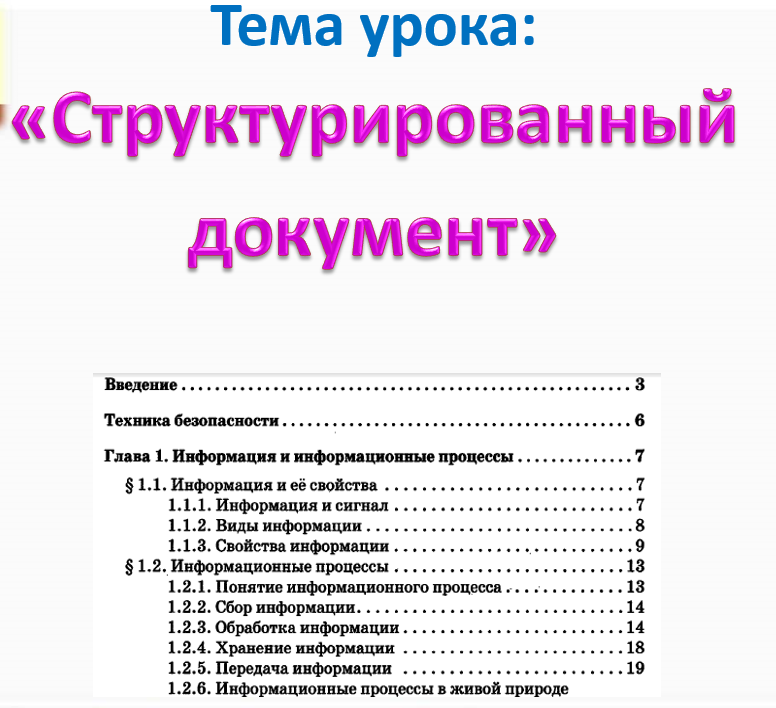 Тема урока:
«Структурированный
документ»
Введение ...................................................... 3
Техника безопасности .......................................... 6
Глава 1. Информация и информационные процессы .............. 7
§ 1.1. Информация и её свойства ............................... 7
1.1.1. Информация и сигнал .............................. 7
1.1.2. Виды информации ................................. 8
1.1.3. Свойства информации .............................. 9
§ 1.2. Информационные процессы ............................. 13
1.2.1. Понятие информационного процесса .............. 13
1.2.2. Сбор информации ................................. 14
1.2.3. Обработка информации ........................... 14
1.2.4. Хранение информации ............................ 18
1.2.5. Передача информации ............................ 19
1.2.6. Информационные процессы в живой природе